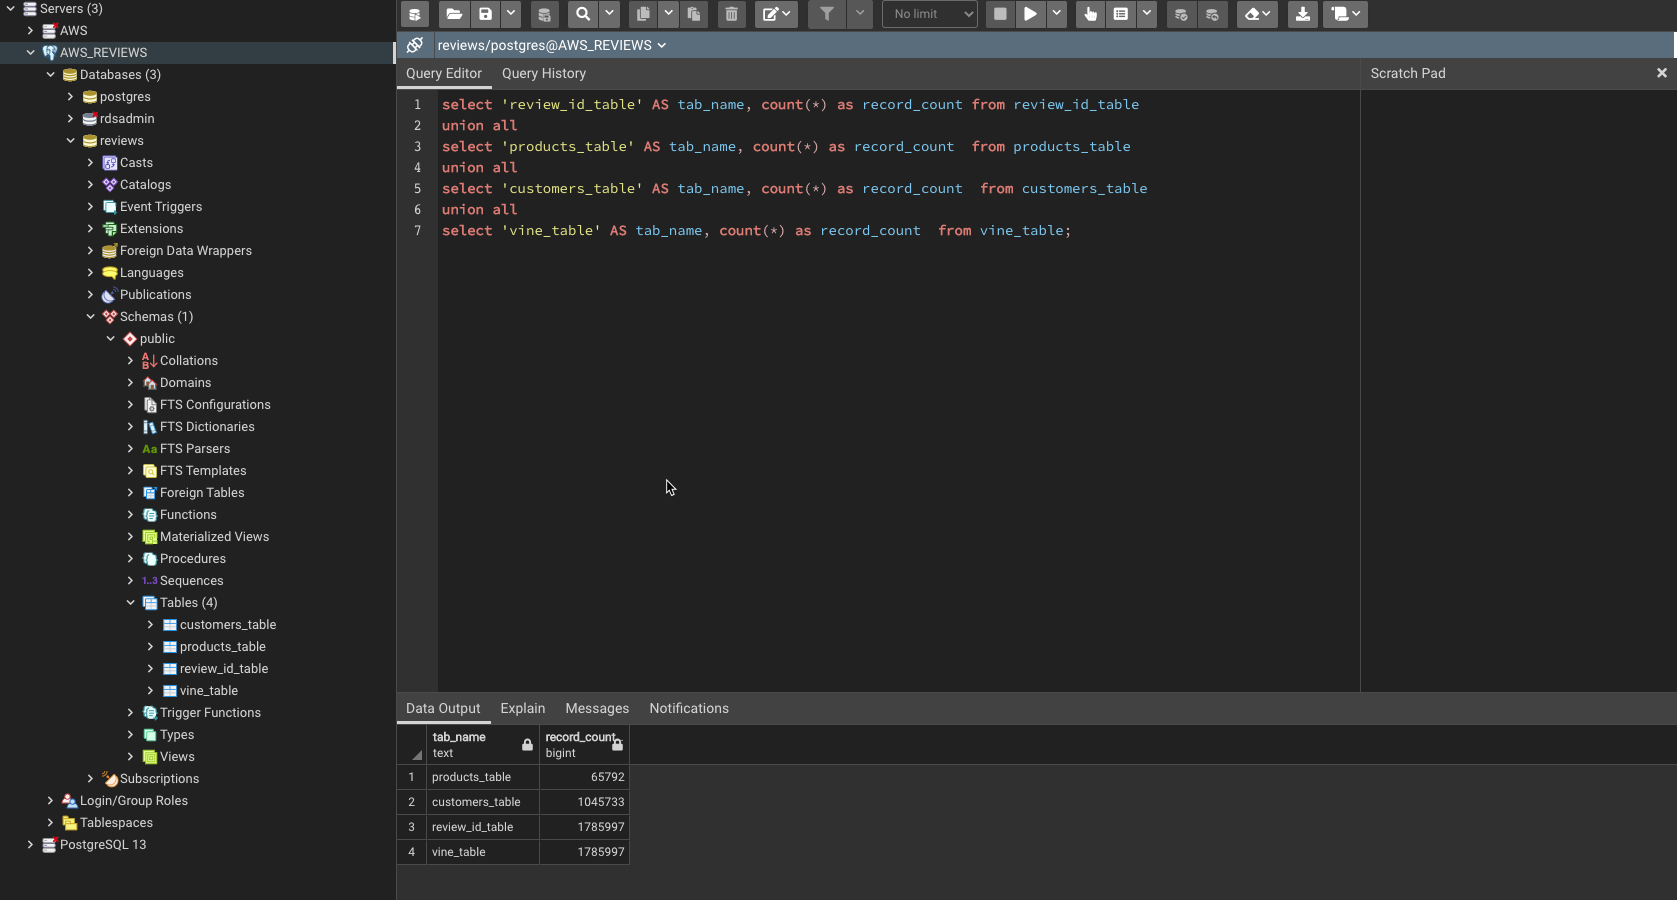 Servers (3)
AWS
AWS_REVIEWS
Databases (3)
postgres
rdsadmin
reviews
Casts
Catalogs
Event Triggers
Extensions
Foreign Data Wrappers
Languages
Publications
Schemas (1)
public
Collations
Domains
FTS Configurations
FTS Dictionaries
Aa FTS Parsers
FTS Templates
Foreign Tables
Functions
Materialized Views
Procedures
1..3 Sequences
Tables (4)
customers_table
products_table
review_id_table
vine_table
Trigger Functions
Types
Views
Subscriptions
Login/Group Roles
Tablespaces
PostgreSQL 13
No limit
reviews/postgres@AWS_REVIEWS
Query Editor Query History
Scratch Pad
1 select 'review_id_table' AS tab_name, count(*) as record_count from review_id_table
2 union all
3 select 'products_table' AS tab_name, count(*) as record_count  from products_table
4 union all
5 select 'customers_table' AS tab_name, count(*) as record_count  from customers_table
6 union all
7 select 'vine_table' AS tab_name, count(*) as record_count  from vine_table;
Data Output Explain Messages Notifications
tab_name record_count
text bigint
1 products_table 65792
2 customers_table 1045733
3 review_id_table 1785997
4 vine_table 1785997